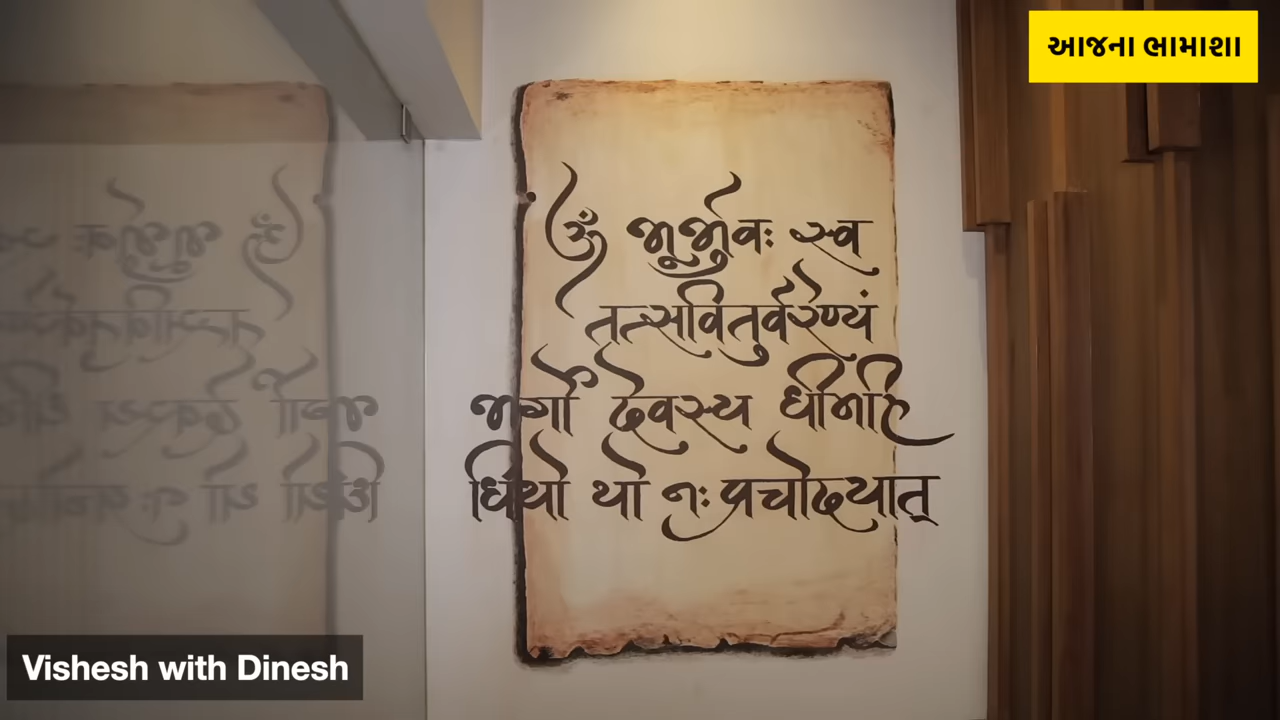 આજના ભામાશા
ॐ भूर्भुवः स्व
तत्सवितुर्वरेण्यं
भर्गो देवस्य धीमहि
धियो यो नः प्रचोदयात्
Vishesh with Dinesh